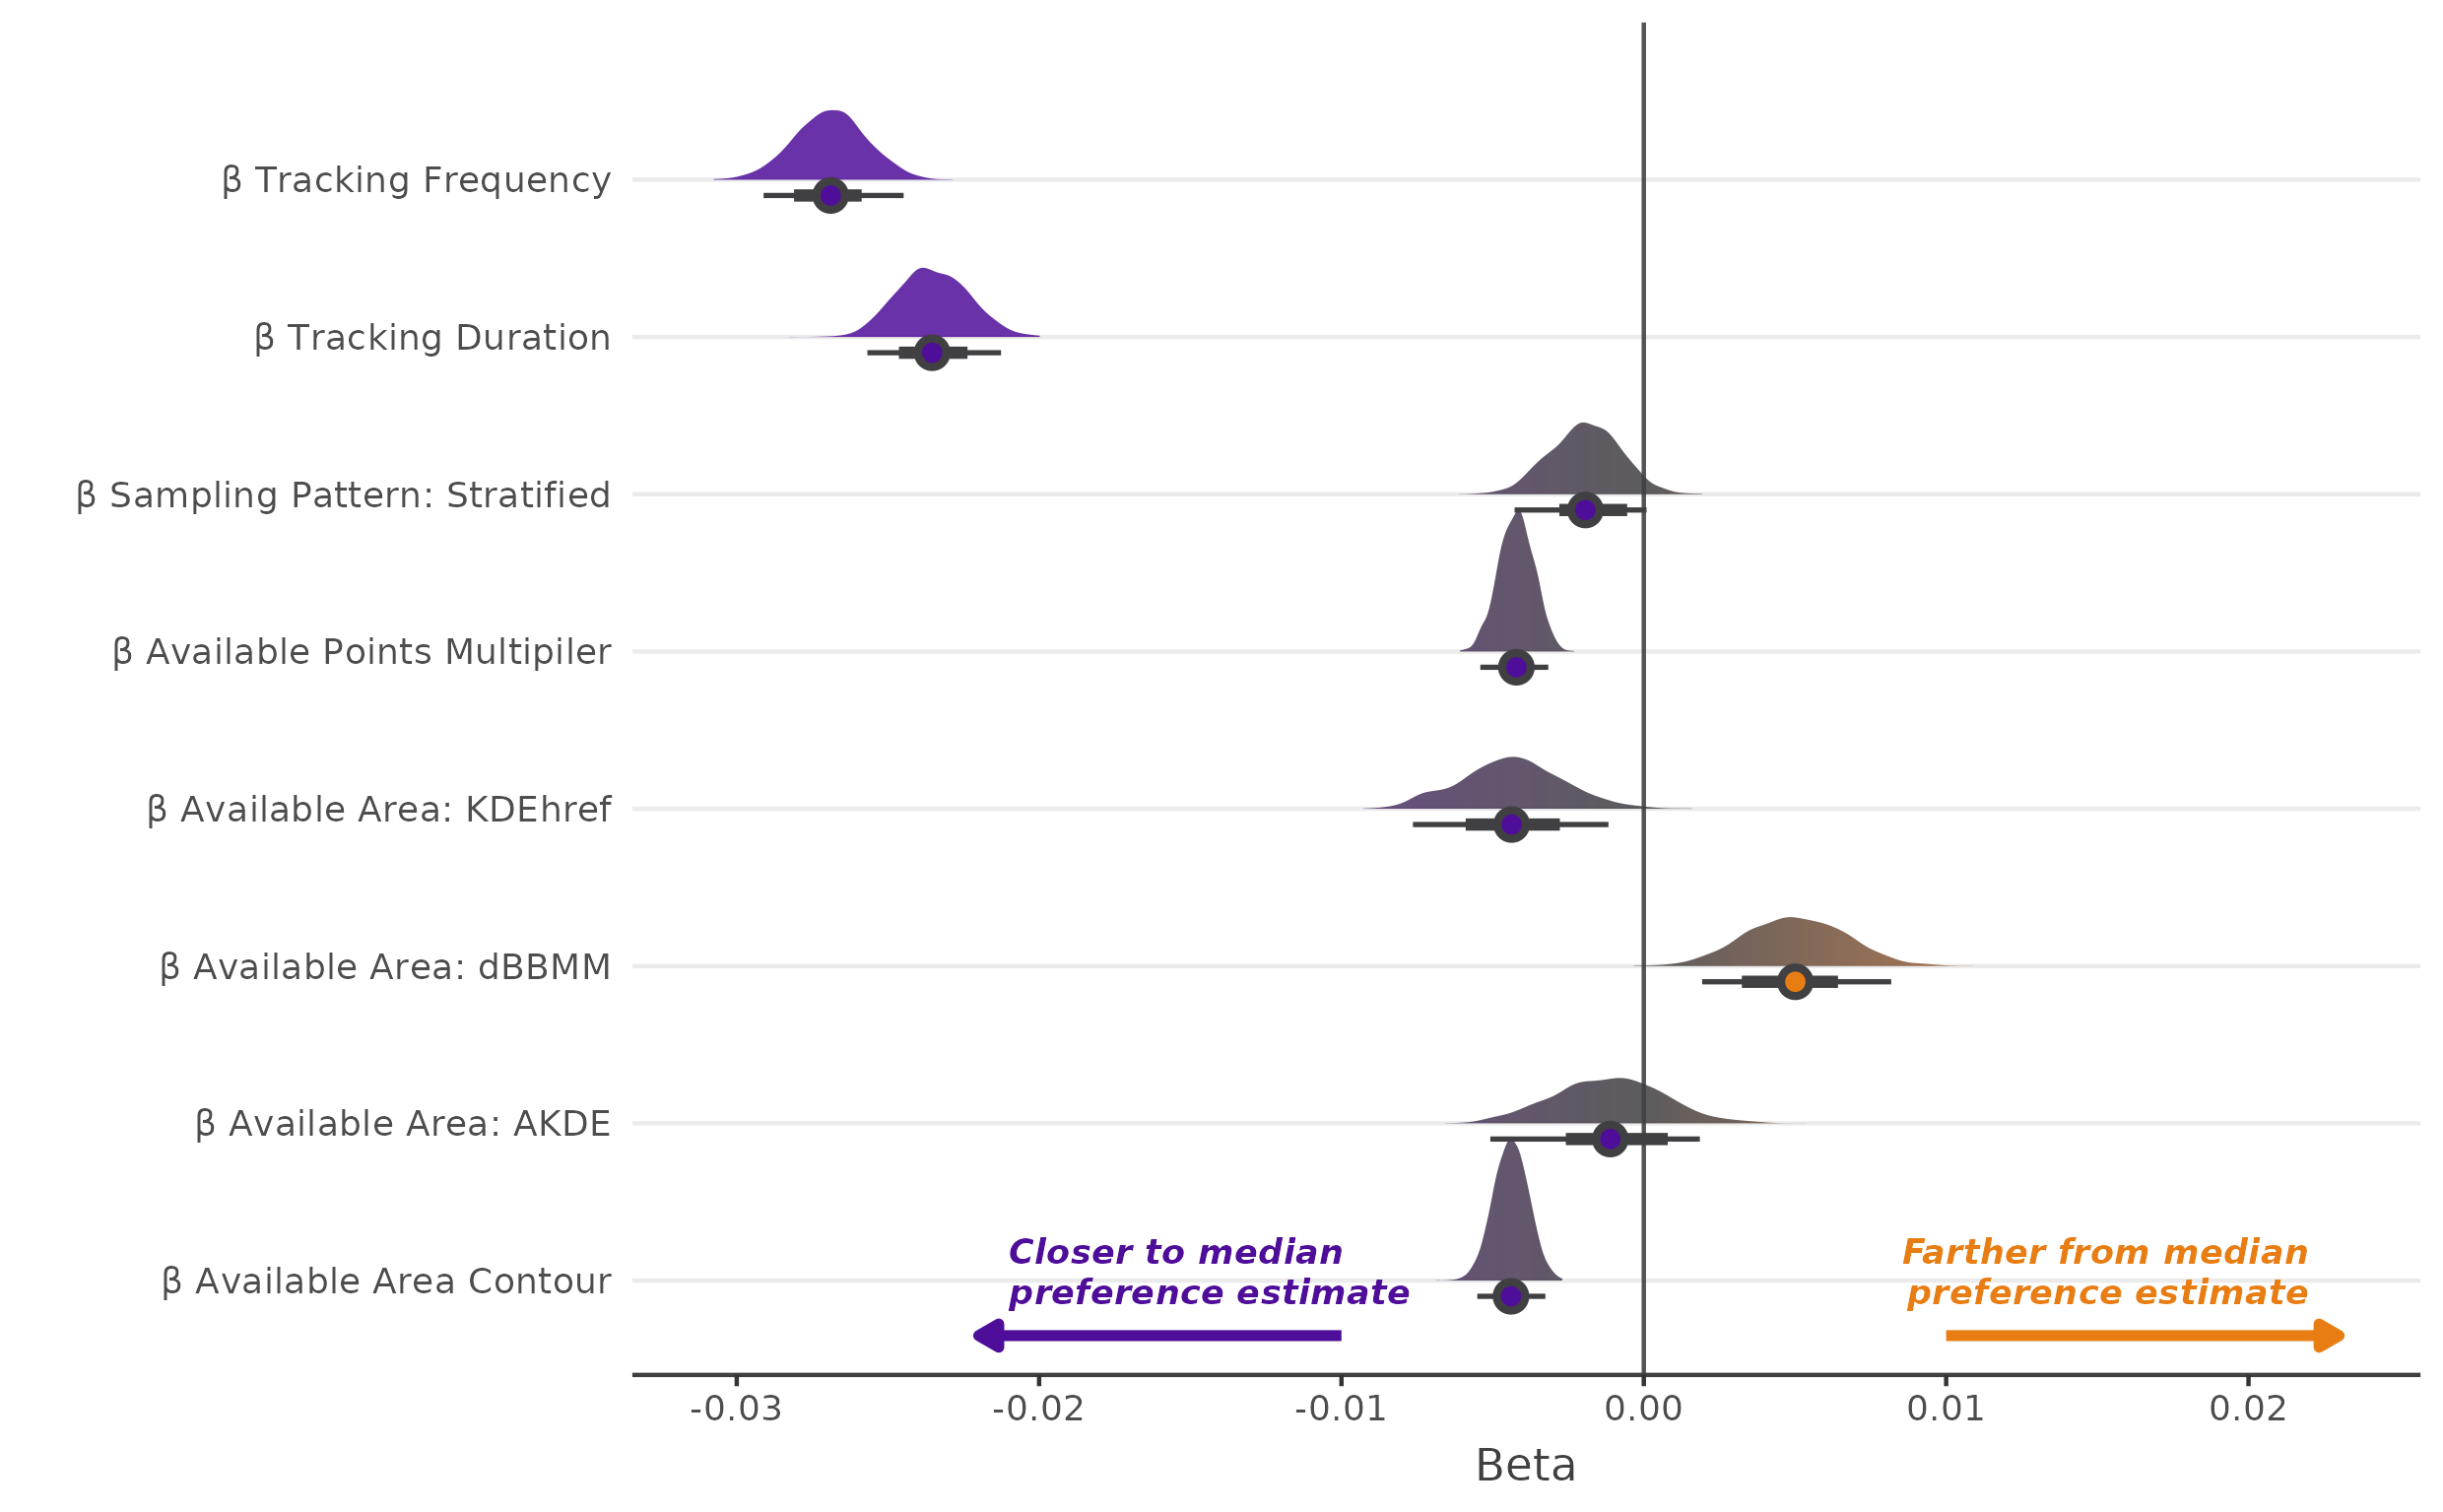 β Tracking Frequency
β Tracking Duration
β Sampling Pattern: Stratified
β Available Points Multipiler
β Available Area: KDEhref
β Available Area: dBBMM
β Available Area: AKDE
β Available Area Contour
Closer to median
preference estimate
Farther from median
preference estimate
-0.03
-0.02
-0.01
0.00
0.01
0.02
Beta